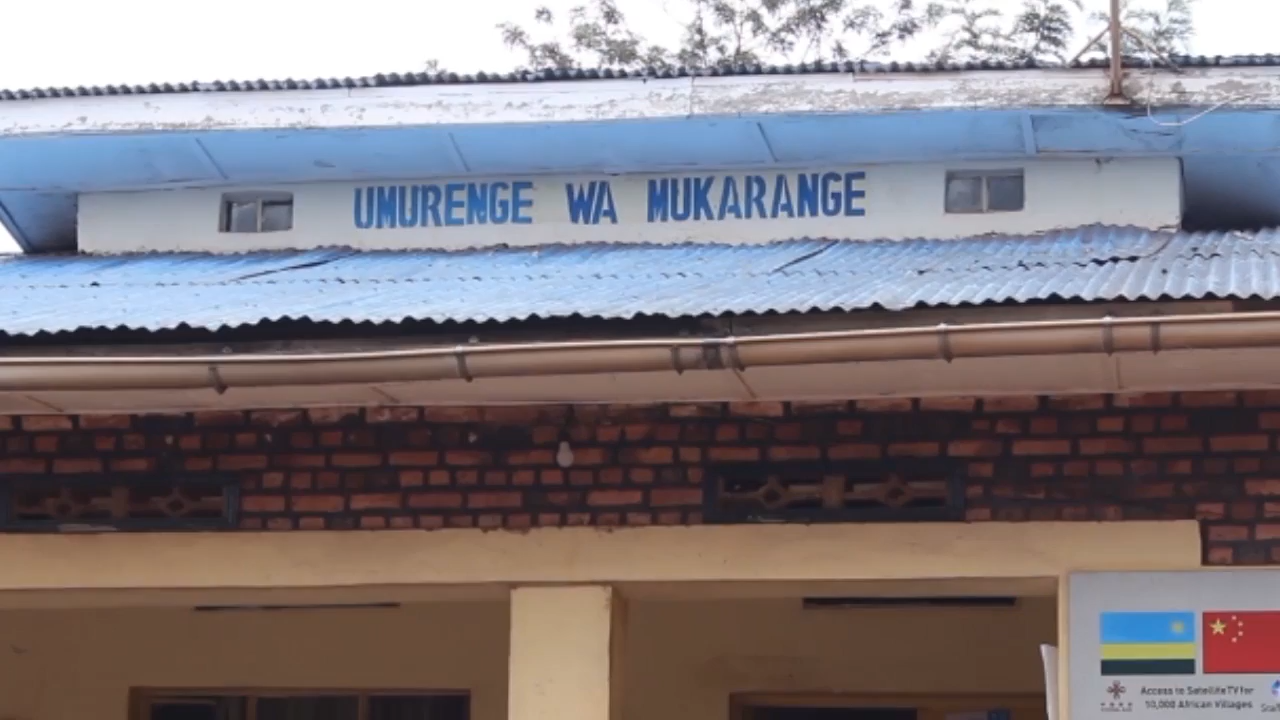 UMURENGE WA MUKARANGE
Access to Satellite TV for
10,000 African Villages